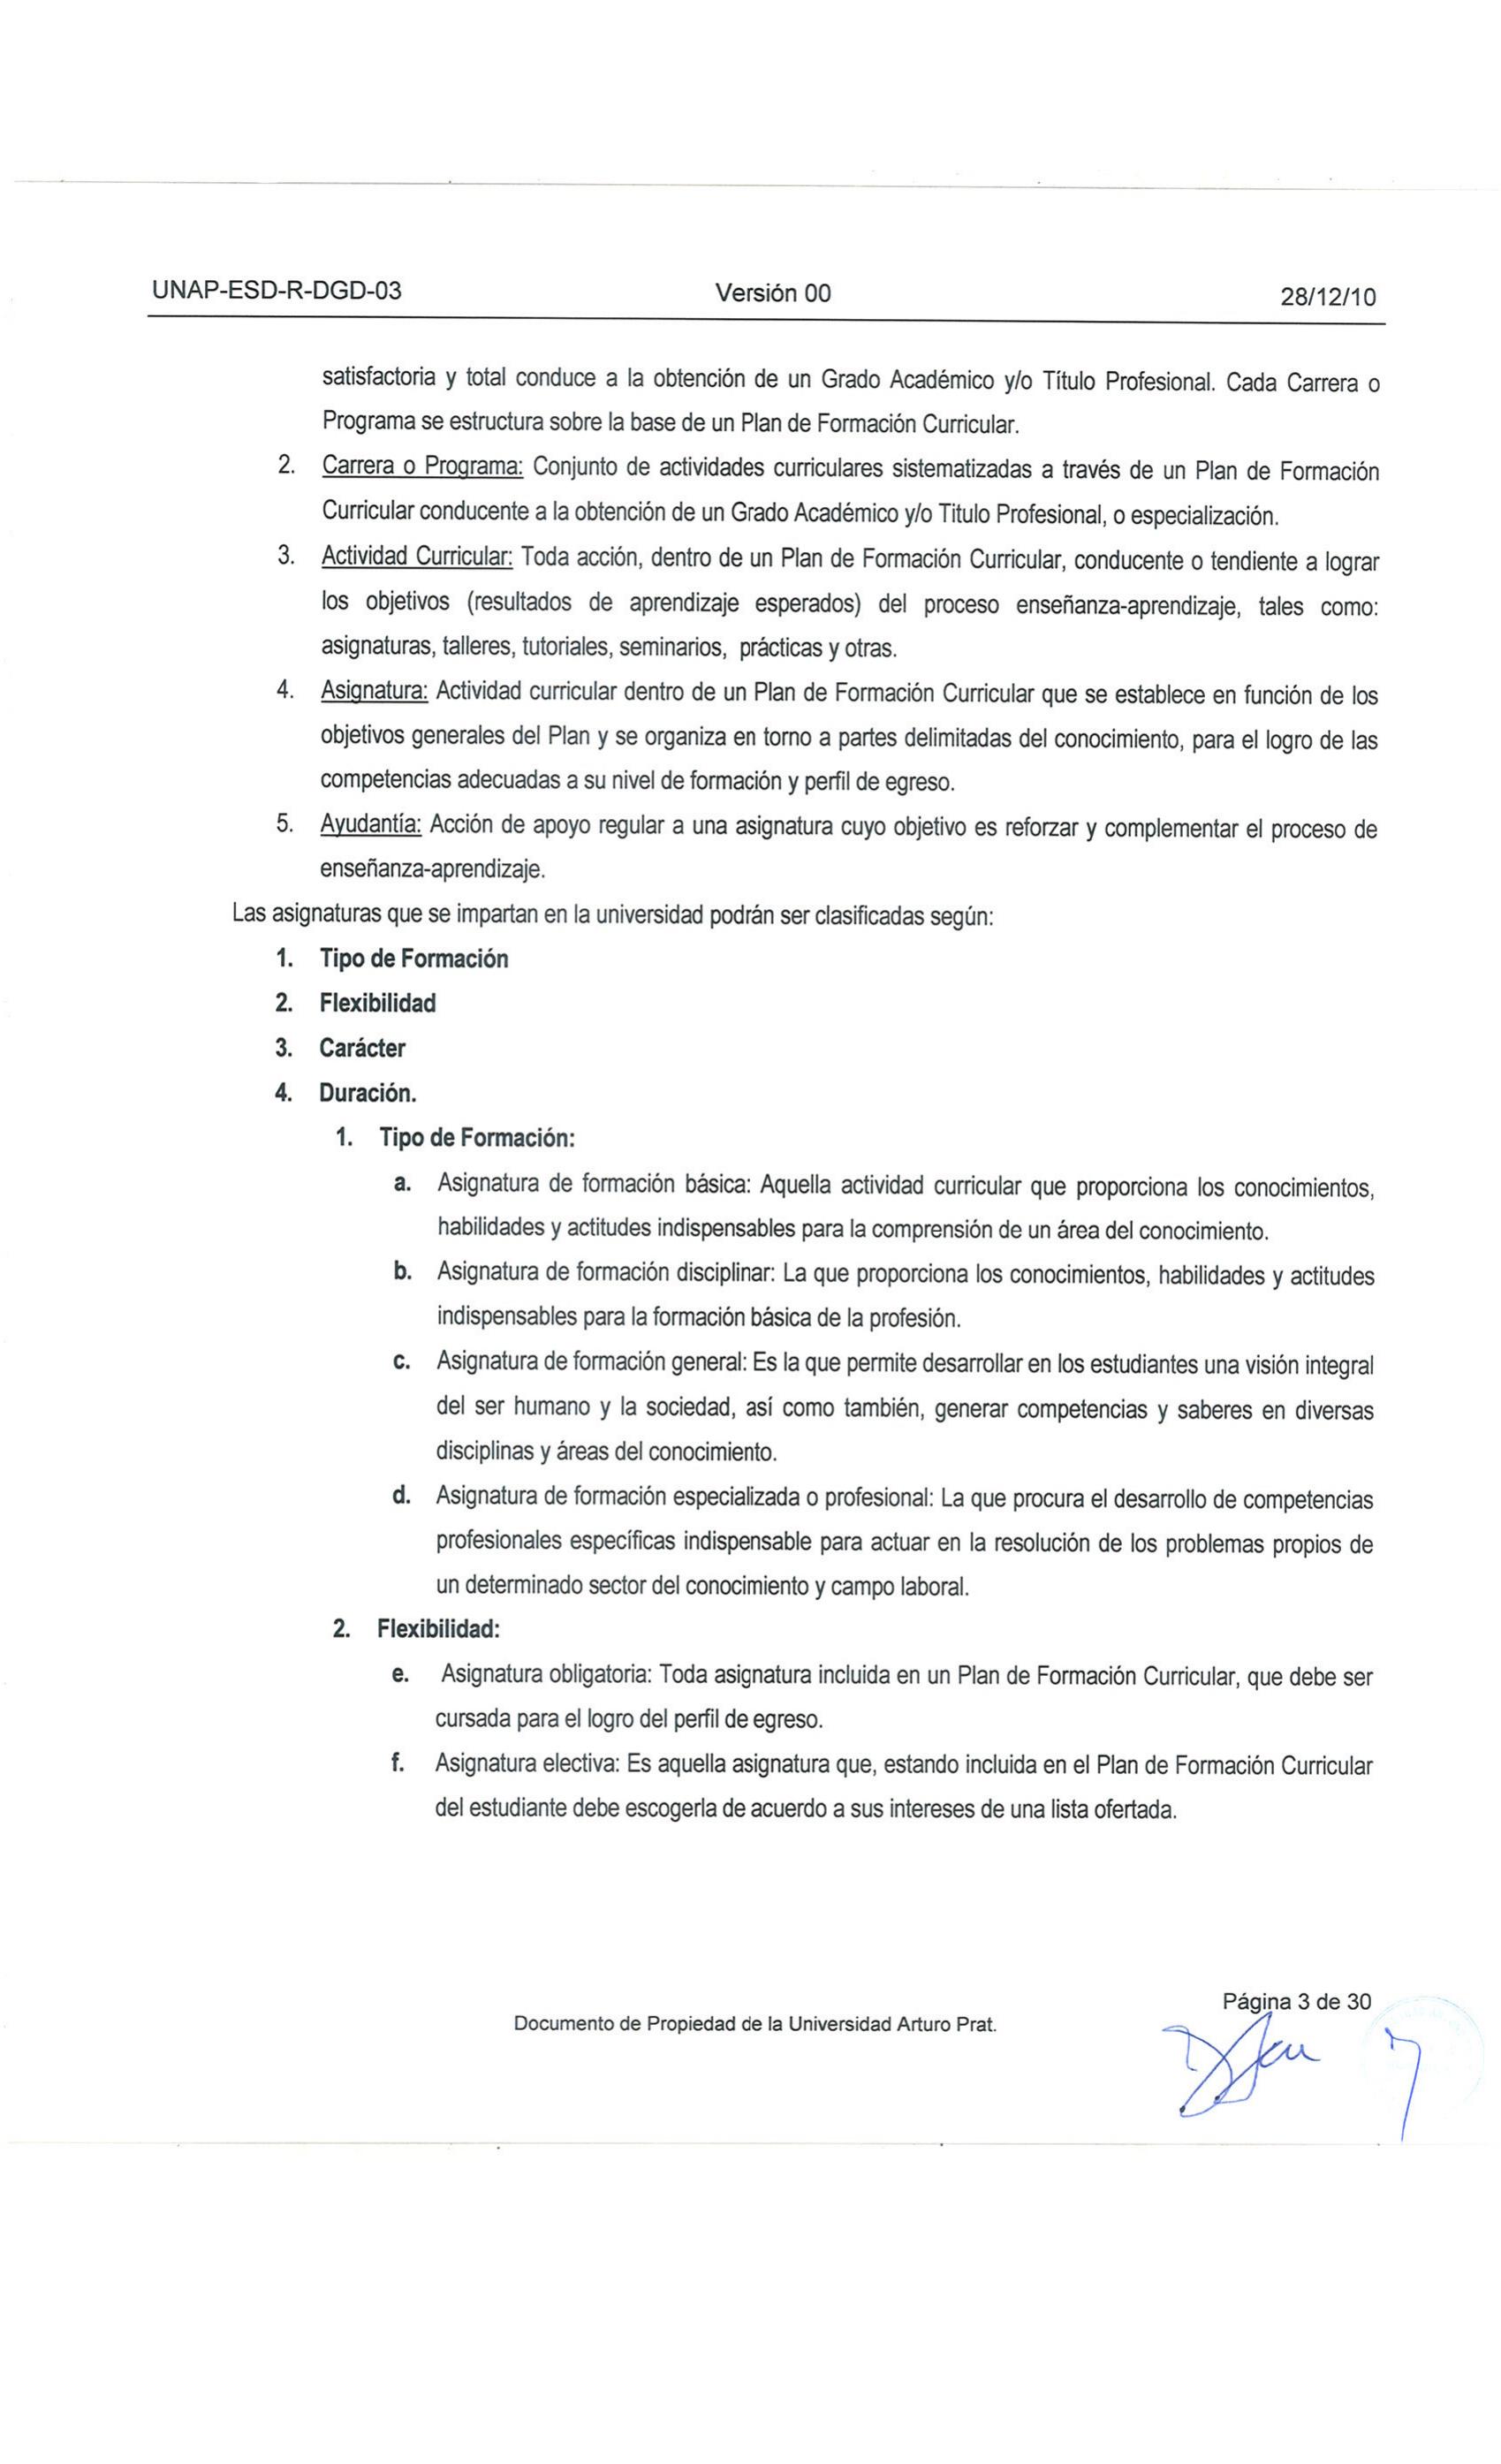 UNAP-ESD-R-DGD-03 Versión 00 28/12/10
satisfactoria y total conduce a la obtención de un Grado Académico y/o Título Profesional. Cada Carrera o
Programa se estructura sobre la base de un Plan de Formación Curricular.
2. Carrera o Programa: Conjunto de actividades curriculares sistematizadas a través de un Plan de Formación
Curricular conducente a la obtención de un Grado Académico y/o Titulo Profesional, o especialización.
3. Actividad Curricular: Toda acción, dentro de un Plan de Formación Curricular, conducente o tendiente a lograr
los objetivos (resultados de aprendizaje esperados) del proceso enseñanza-aprendizaje, tales como:
asignaturas, talleres, tutoriales, seminarios, prácticas y otras.
4. Asignatura: Actividad curricular dentro de un Plan de Formación Curricular que se establece en función de los
objetivos generales del Plan y se organiza en torno a partes delimitadas del conocimiento, para el logro de las
competencias adecuadas a su nivel de formación y perfil de egreso.
5. Ayudantía: Acción de apoyo regular a una asignatura cuyo objetivo es reforzar y complementar el proceso de
enseñanza-aprendizaje.
Las asignaturas que se impartan en la universidad podrán ser clasificadas según:
1. Tipo de Formación
2. Flexibilidad
3. Carácter
4. Duración.
1. Tipo de Formación:
a. Asignatura de formación básica: Aquella actividad curricular que proporciona los conocimientos,
habilidades y actitudes indispensables para la comprensión de un área del conocimiento.
b. Asignatura de formación disciplinar: La que proporciona los conocimientos, habilidades y actitudes
indispensables para la formación básica de la profesión.
c. Asignatura de formación general: Es la que permite desarrollar en los estudiantes una visión integral
del ser humano y la sociedad, así como también, generar competencias y saberes en diversas
disciplinas y áreas del conocimiento.
d. Asignatura de formación especializada o profesional: La que procura el desarrollo de competencias
profesionales específicas indispensable para actuar en la resolución de los problemas propios de
un determinado sector del conocimiento y campo laboral.
2. Flexibilidad:
e. Asignatura obligatoria: Toda asignatura incluida en un Plan de Formación Curricular, que debe ser
cursada para el logro del perfil de egreso.
f. Asignatura electiva: Es aquella asignatura que, estando incluida en el Plan de Formación Curricular
del estudiante debe escogerla de acuerdo a sus intereses de una lista ofertada.
Página 3 de 30
Documento de Propiedad de la Universidad Arturo Prat.